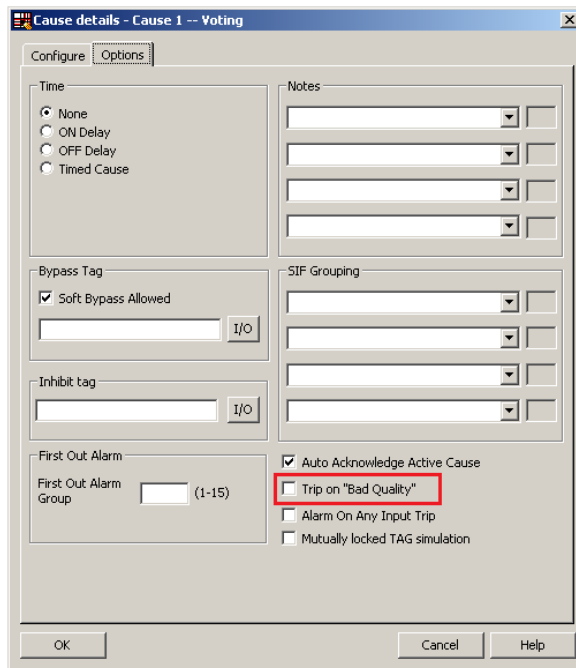 Cause details - Cause 1 -- Voting
Configure
Options
Time
None
ON Delay
OFF Delay
Timed Cause
Notes
Bypass Tag
Soft Bypass Allowed
I/O
SIF Grouping
Inhibit tag
I/O
First Out Alarm
First Out Alarm
Group
(1-15)
Auto Acknowledge Active Cause
Trip on "Bad Quality"
Alarm On Any Input Trip
Mutually locked TAG simulation
OK
Cancel
Help